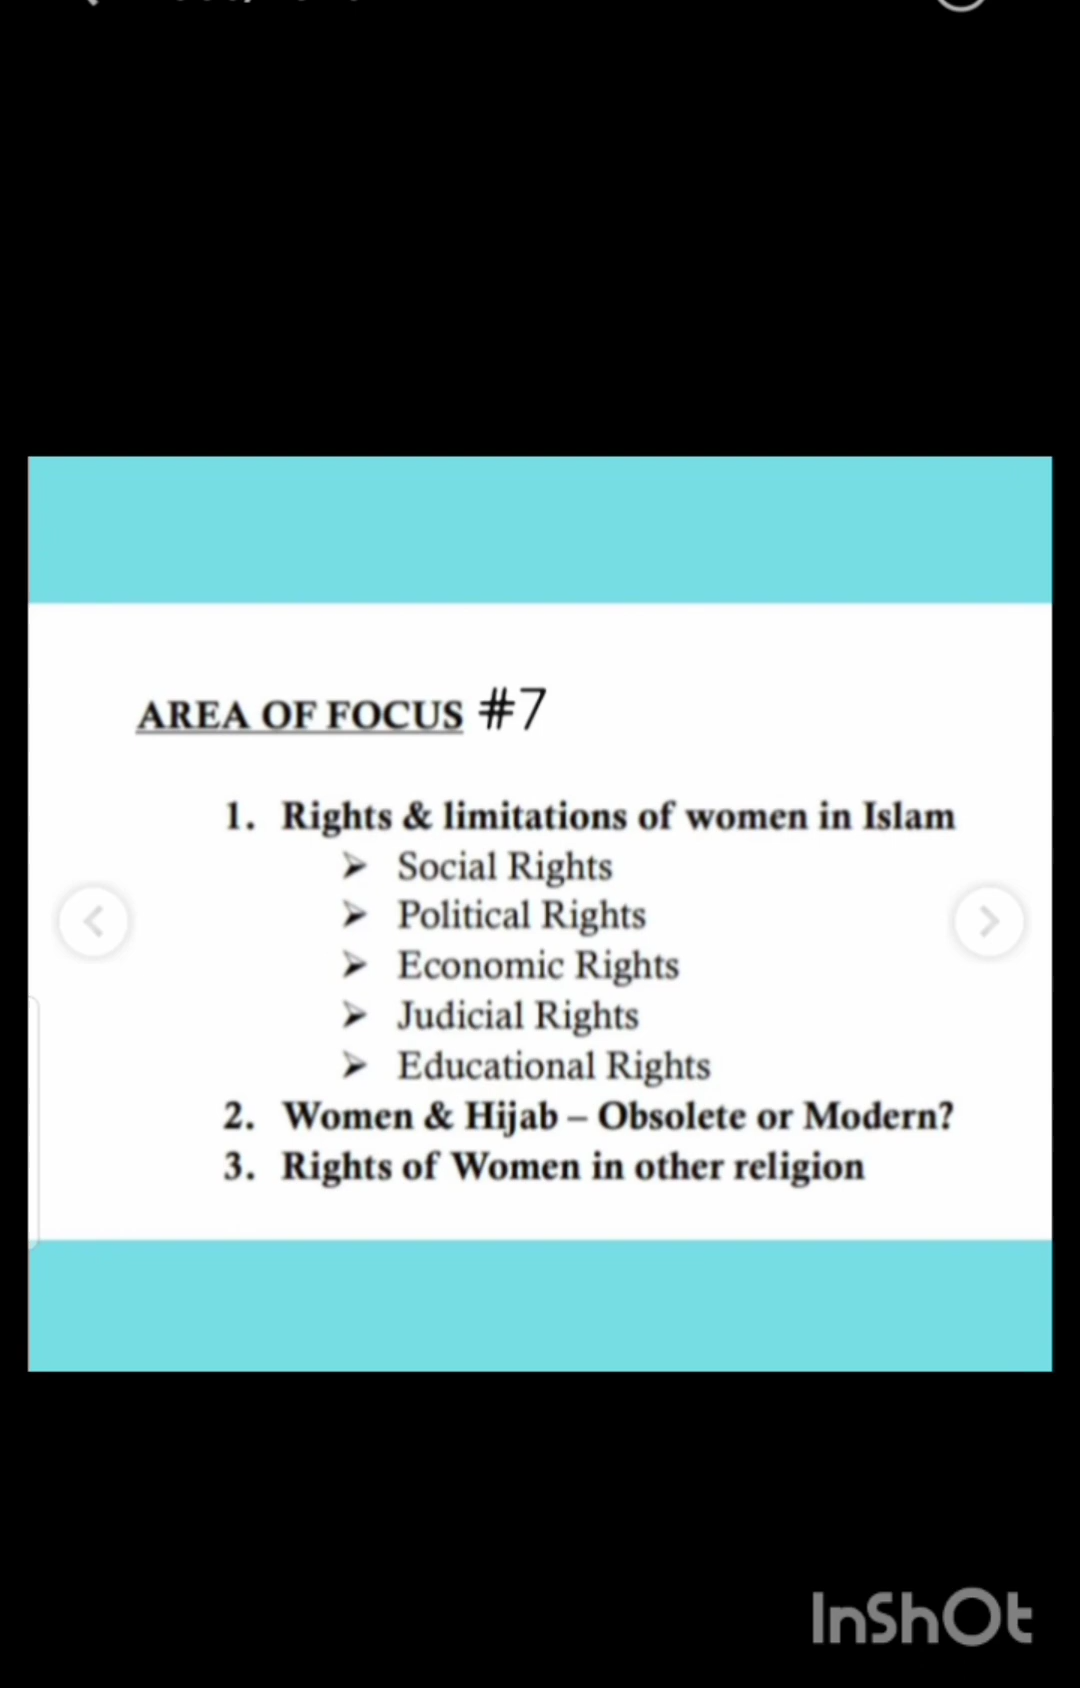 AREA OF FOCUS #7
1. Rights & limitations of women in Islam
➢ Social Rights
➢ Political Rights
➢ Economic Rights
➢ Judicial Rights
➢ Educational Rights
2. Women & Hijab – Obsolete or Modern?
3. Rights of Women in other religion
InShOt